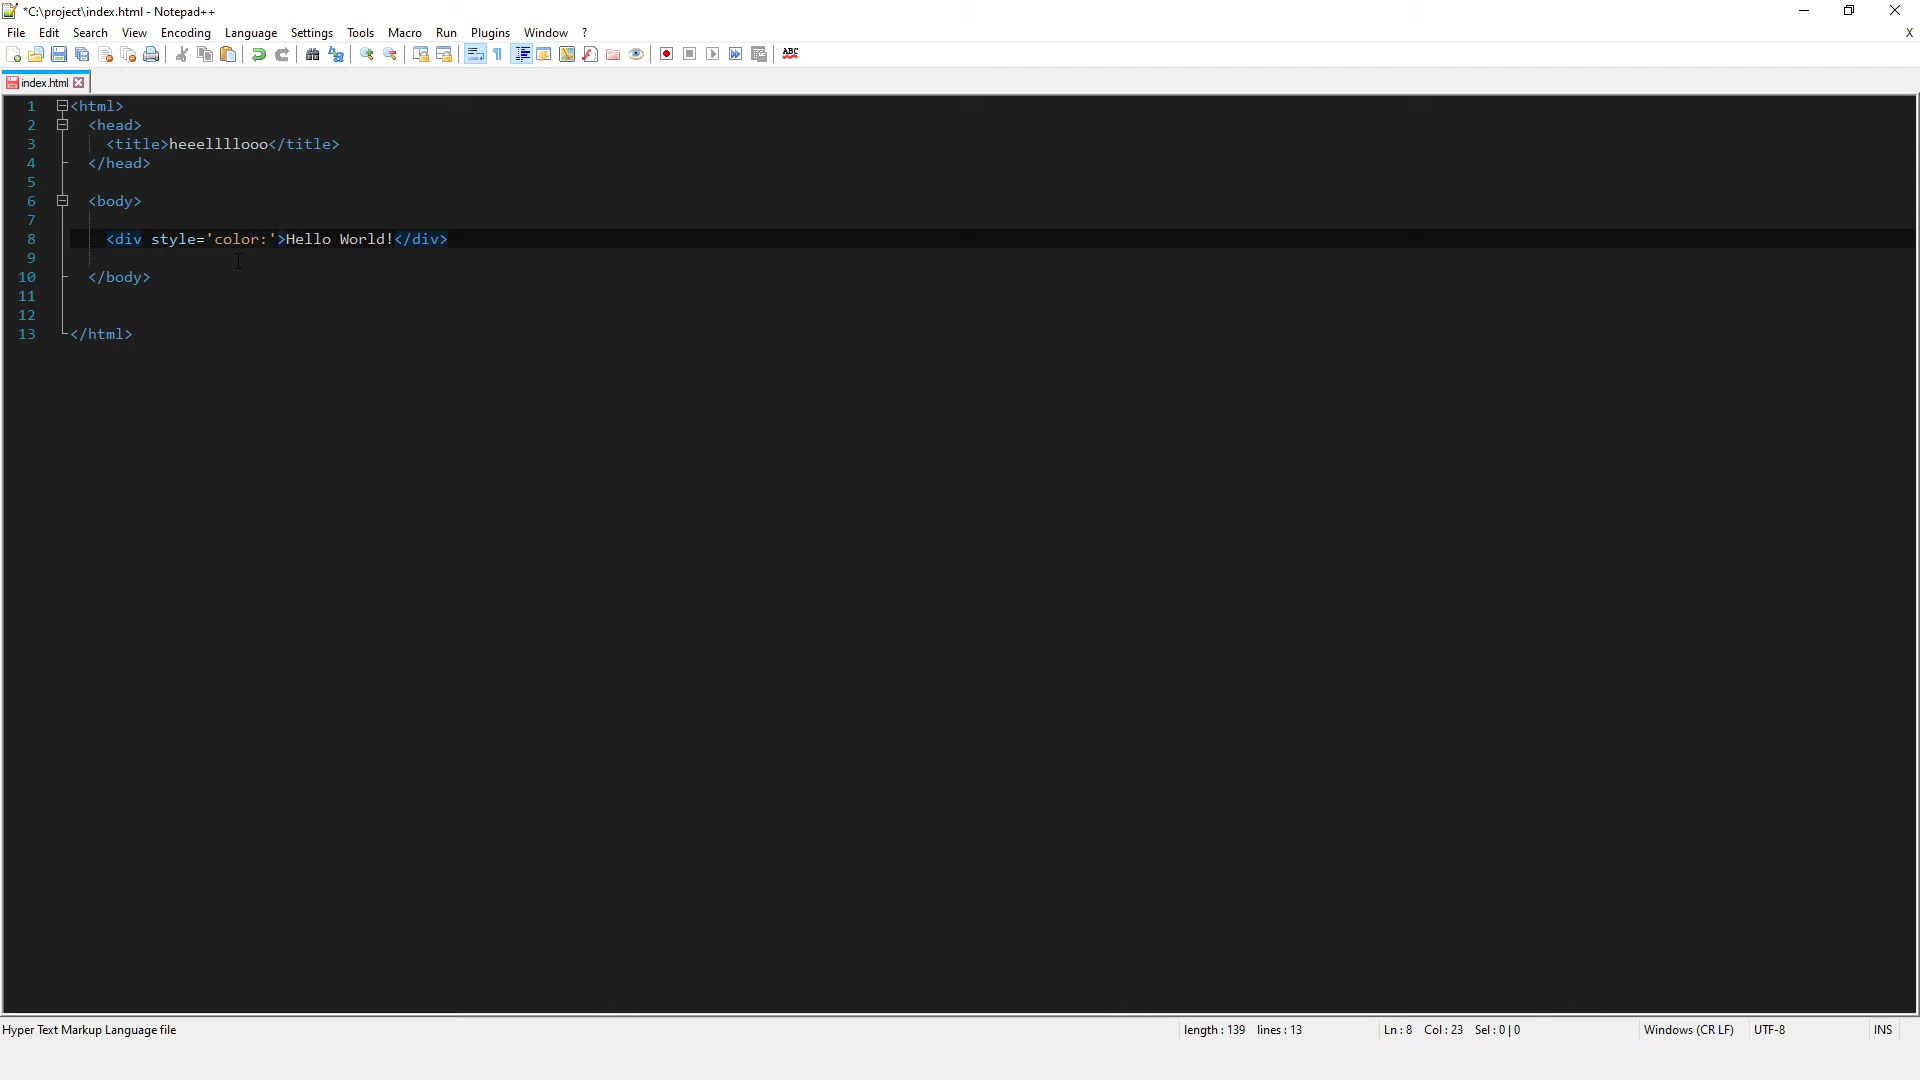 *C:\project\index.html - Notepad++
File Edit Search View Encoding Language Settings Tools Macro Run Plugins Window ? X
ABC
index.html
1 <html>
2 <head>
3 <title>heeelllloooo</title>
4 </head>
5
6 <body>
7
8 <div style='color:'>Hello World!</div>
9
10 </body>
11
12
13 </html>
Hyper Text Markup Language file length : 139 lines : 13 Ln : 8 Col : 23 Sel : 0 | 0 Windows (CR LF) UTF-8 INS